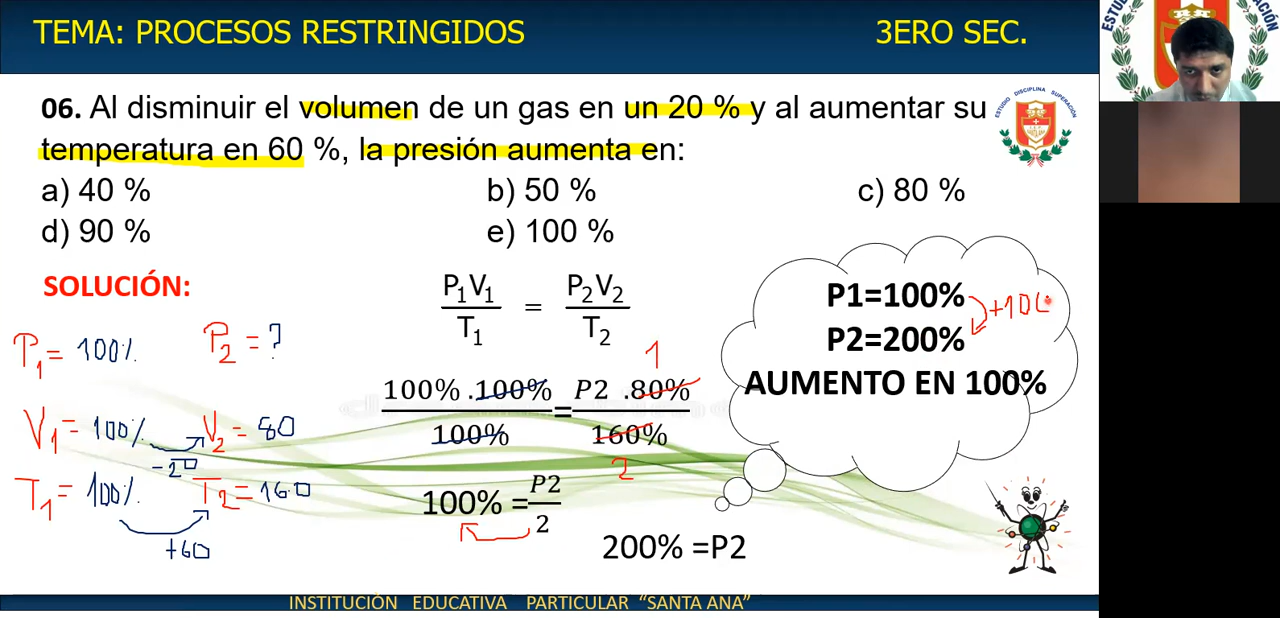 TEMA: PROCESOS RESTRINGIDOS
3ERO SEC.
06. Al disminuir el volumen de un gas en un 20 % y al aumentar su
temperatura en 60 %, la presión aumenta en:
a) 40 %
b) 50 %
c) 80 %
d) 90 %
e) 100 %
SOLUCIÓN:
P1= 100%
P2 = ?
V1= 100%
V2 = 80
-20
T1= 100%
T2= 160
+60
P1V1 / T1 = P2V2 / T2
100% .100% / 100% = P2 .80% / 160%
1
2
100% = P2 / 2
200% =P2
P1=100%
P2=200%
AUMENTO EN 100%
INSTITUCIÓN EDUCATIVA PARTICULAR “SANTA ANA”
ESTUDIO DISCIPLINA SUPERACIÓN